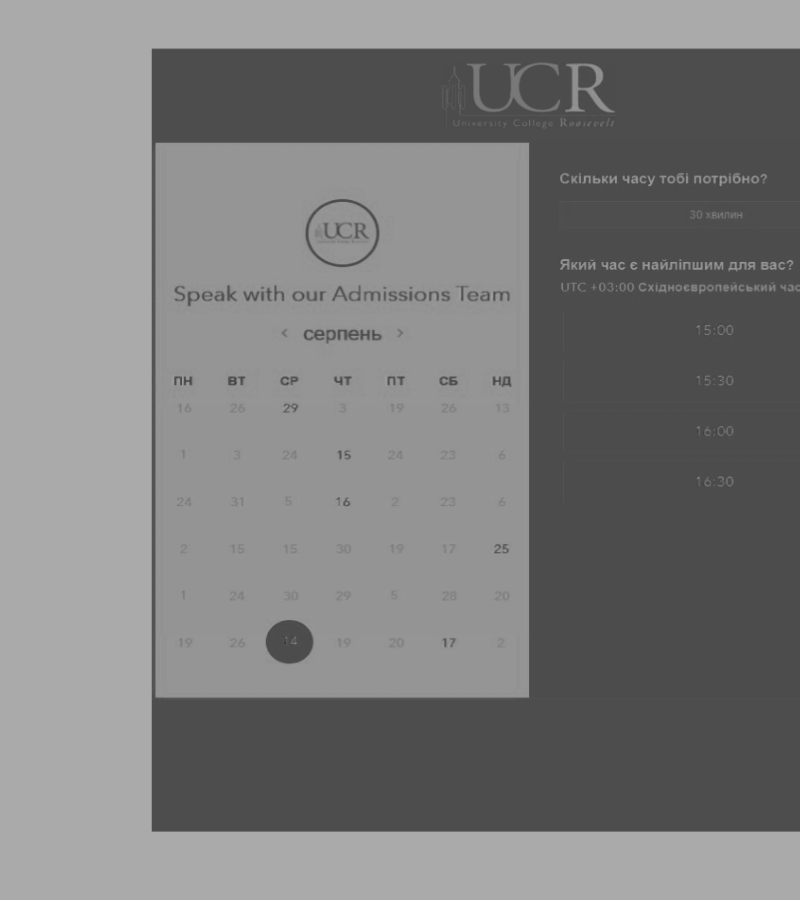 UCR
University College Roosevelt
UCR
Speak with our Admissions Team
< серпень >
ПН ВТ СР ЧТ ПТ СБ НД
16 26 29 3 19 26 13
1 3 24 15 24 23 6
24 31 5 16 2 23 6
2 15 15 30 19 17 25
1 24 30 29 5 28 20
19 26 14 19 20 17 2
Скільки часу тобі потрібно?
30 хвилин
Який час є найліпшим для вас?
UTC +03:00 Східноєвропейський час
15:00
15:30
16:00
16:30